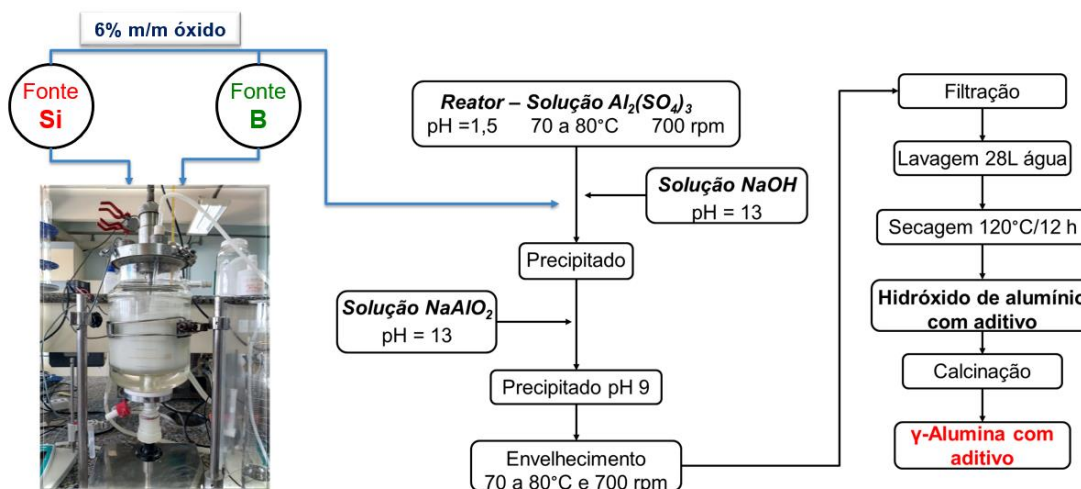 6% m/m óxido
Fonte
Si
Fonte
B
Reator – Solução Al₂(SO₄)₃
pH =1,5 70 a 80°C 700 rpm
Solução NaOH
pH = 13
Precipitado
Solução NaAlO₂
pH = 13
Precipitado pH 9
Envelhecimento
70 a 80°C e 700 rpm
Filtração
Lavagem 28L água
Secagem 120°C/12 h
Hidróxido de alumínio
com aditivo
Calcinação
γ-Alumina com
aditivo